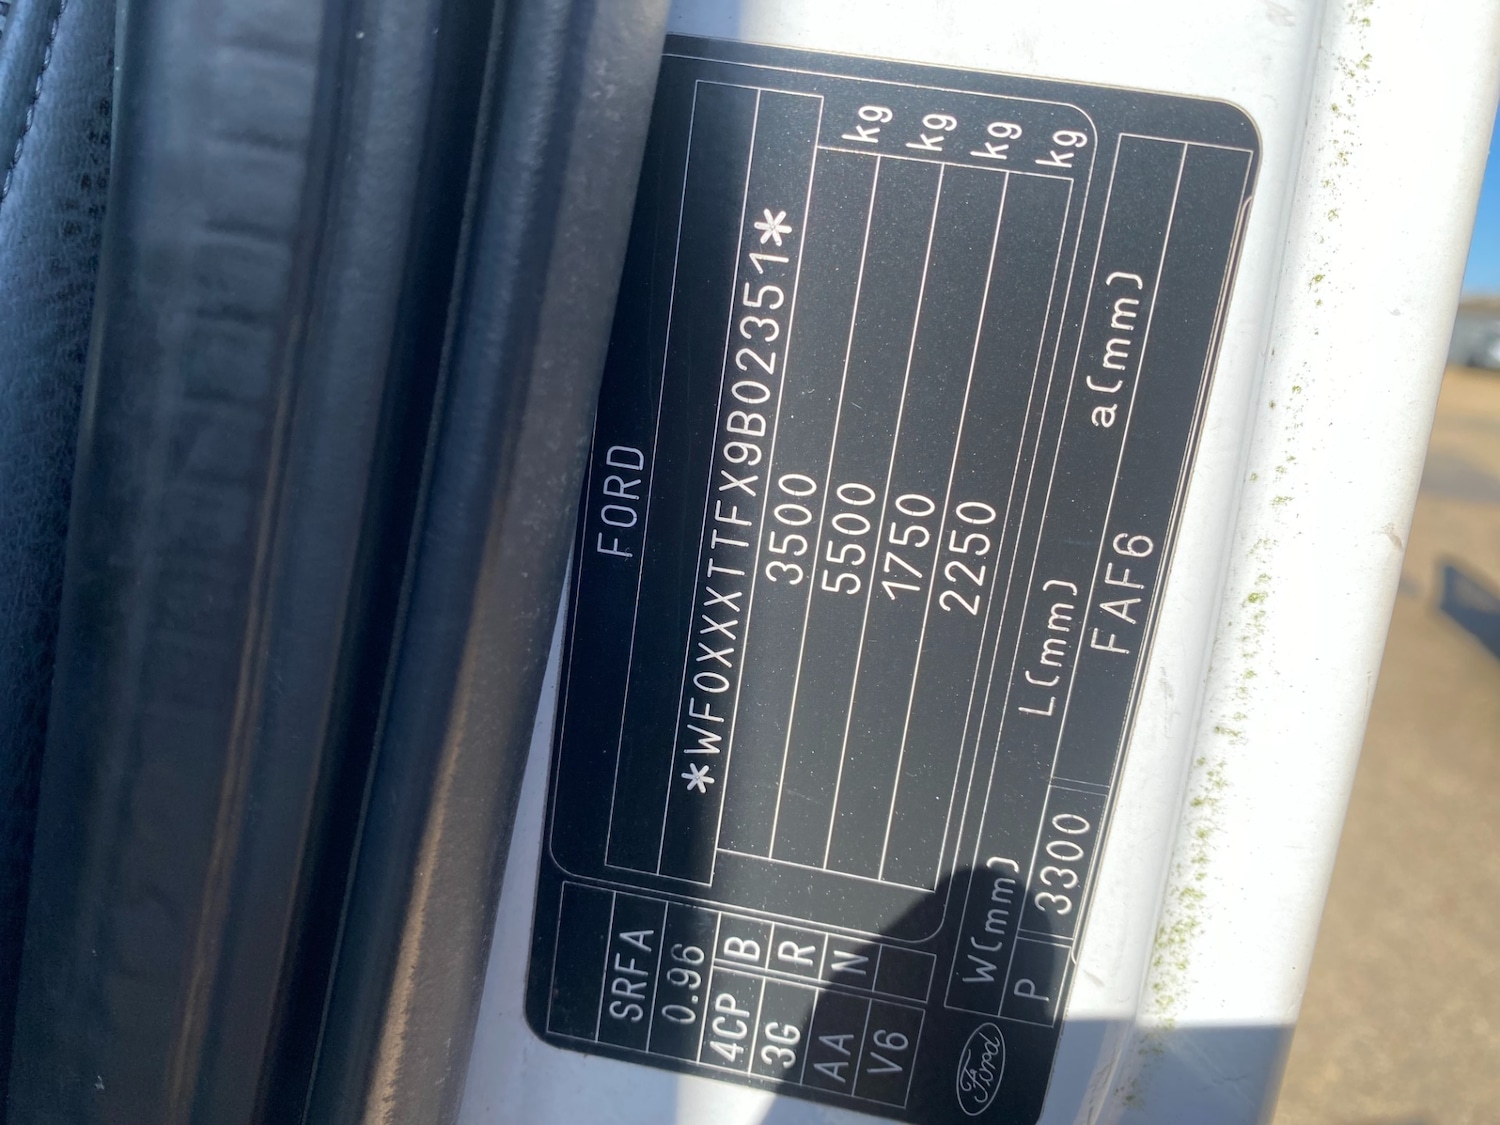 FORD
*WF0XXXTTFX9B02351*
3500 kg
5500 kg
1750 kg
2250 kg
SRFA
0.96
4CP B
3G R
AA N
V6
W(mm) L(mm) a(mm)
P 3300 FAF6
Ford